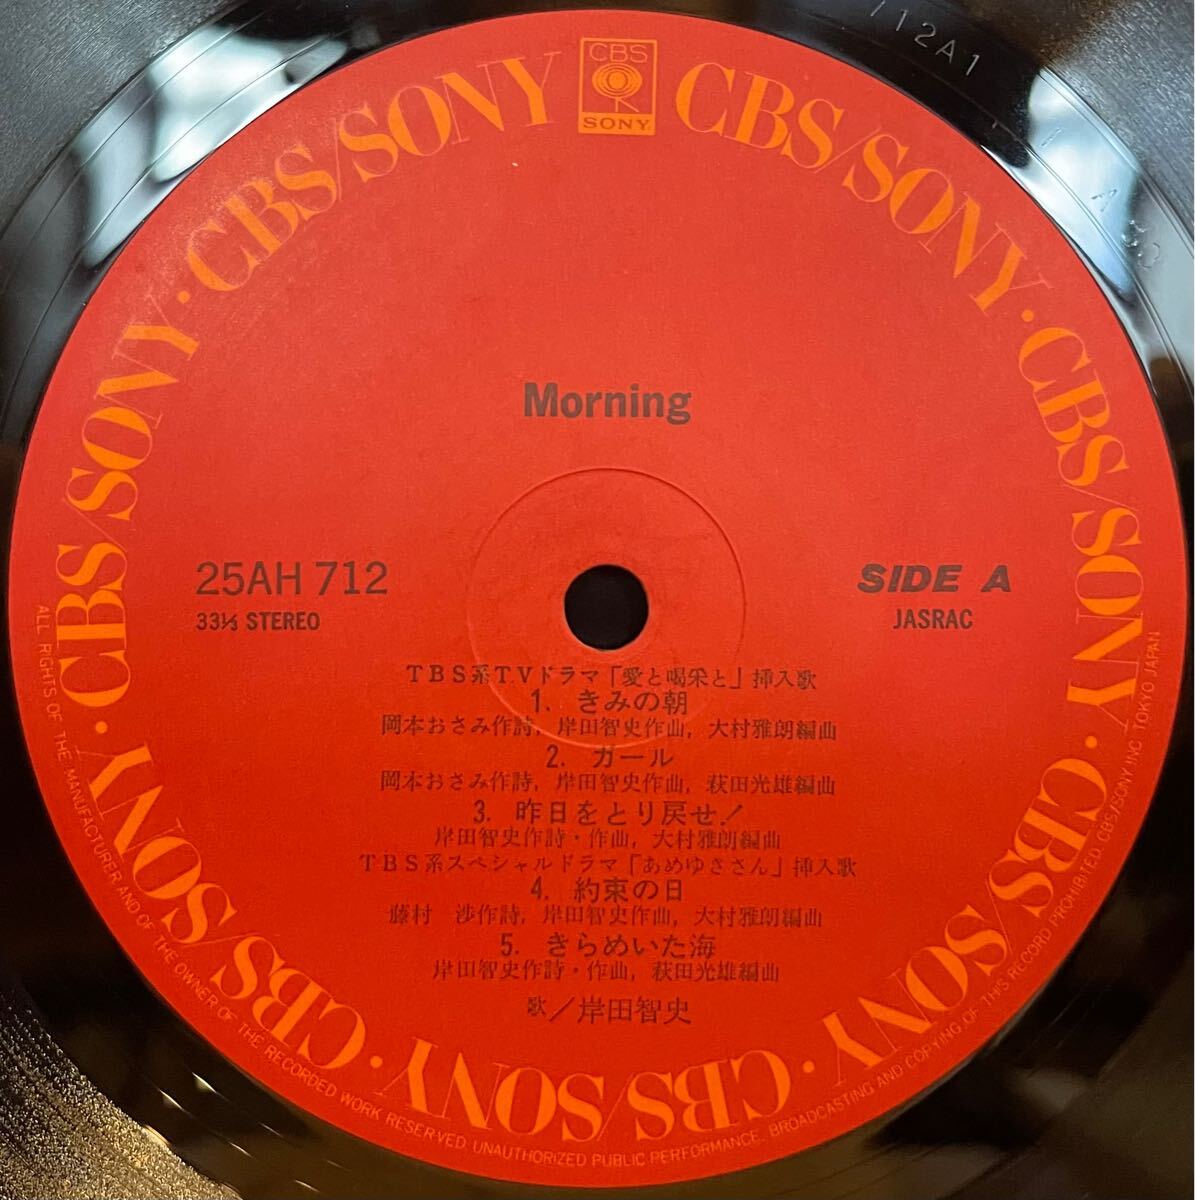 CBS
SONY
CBS/SONY · CBS/SONY · CBS/SONY · CBS/SONY · CBS/SONY · CBS/SONY · CBS/SONY · CBS/SONY
712A1
1 A 30
Morning
25AH 712
33⅓ STEREO
SIDE A
JASRAC
TBS系TVドラマ「愛と喝采と」挿入歌
1. きみの朝
岡本おさみ作詩, 岸田智史作曲, 大村雅朗編曲
2. ガール
岡本おさみ作詩, 岸田智史作曲, 萩田光雄編曲
3. 昨日をとり戻せ!
岸田智史作詩・作曲, 大村雅朗編曲
TBS系スペシャルドラマ「あめゆきさん」挿入歌
4. 約束の日
藤村 渉作詩, 岸田智史作曲, 大村雅朗編曲
5. きらめいた海
岸田智史作詩・作曲, 萩田光雄編曲
歌/岸田智史
ALL RIGHTS OF THE MANUFACTURER AND OF THE OWNER OF THE RECORDED WORK RESERVED. UNAUTHORIZED PUBLIC PERFORMANCE, BROADCASTING AND COPYING OF THIS RECORD PROHIBITED. CBS/SONY INC. TOKYO JAPAN